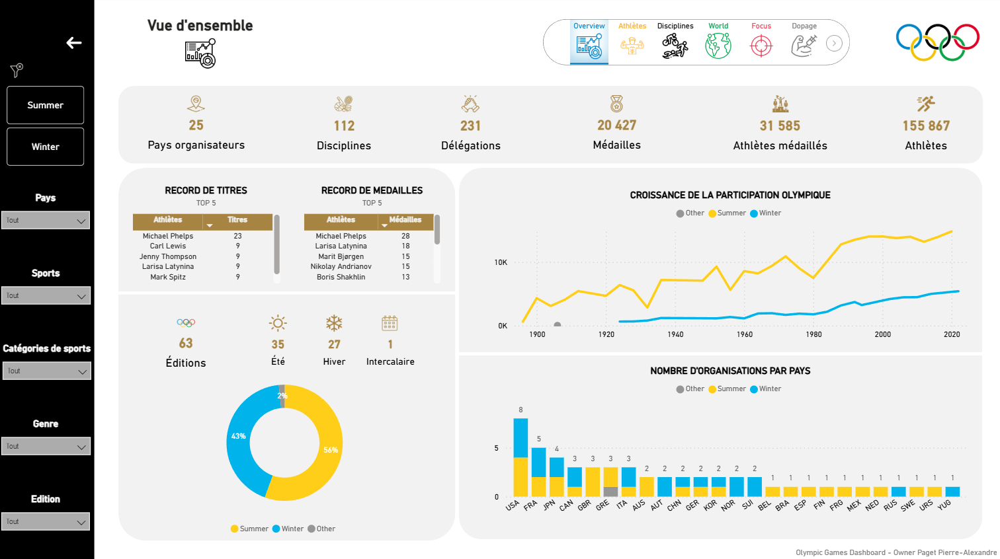 Vue d'ensemble
Overview
Athlètes
Disciplines
World
Focus
Dopage
Summer
Winter
Pays
Tout
Sports
Tout
Catégories de sports
Tout
Genre
Tout
Edition
Tout
25
Pays organisateurs
112
Disciplines
231
Délégations
20 427
Médailles
31 585
Athlètes médaillés
155 867
Athlètes
RECORD DE TITRES
TOP 5
Athlètes Titres
Michael Phelps 23
Carl Lewis 9
Jenny Thompson 9
Larisa Latynina 9
Mark Spitz 9
RECORD DE MEDAILLES
TOP 5
Athlètes Médailles
Michael Phelps 28
Larisa Latynina 18
Marit Bjørgen 15
Nikolay Andrianov 15
Boris Shakhlin 13
63
Éditions
35
Été
27
Hiver
1
Intercalaire
2%
43%
56%
Summer Winter Other
CROISSANCE DE LA PARTICIPATION OLYMPIQUE
Other Summer Winter
10K
0K
1900 1920 1940 1960 1980 2000 2020
NOMBRE D'ORGANISATIONS PAR PAYS
Other Summer Winter
5
0
8 5 4 3 3 3 3 2 2 2 2 2 2 2 1 1 1 1 1 1 1 1 1 1 1
USA FRA JPN CAN GBR GRE ITA AUS AUT CHN GER KOR NOR SUI BEL BRA ESP FIN FRG MEX NED RUS SWE URS YUG
Olympic Games Dashboard - Owner Paget Pierre-Alexandre